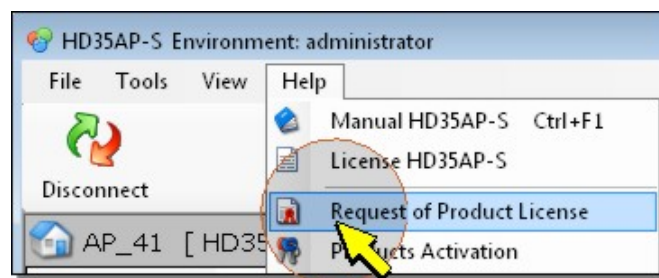 HD35AP-S Environment: administrator
File Tools View Help
Manual HD35AP-S Ctrl+F1
License HD35AP-S
Disconnect
Request of Product License
AP_41 [ HD35
Products Activation